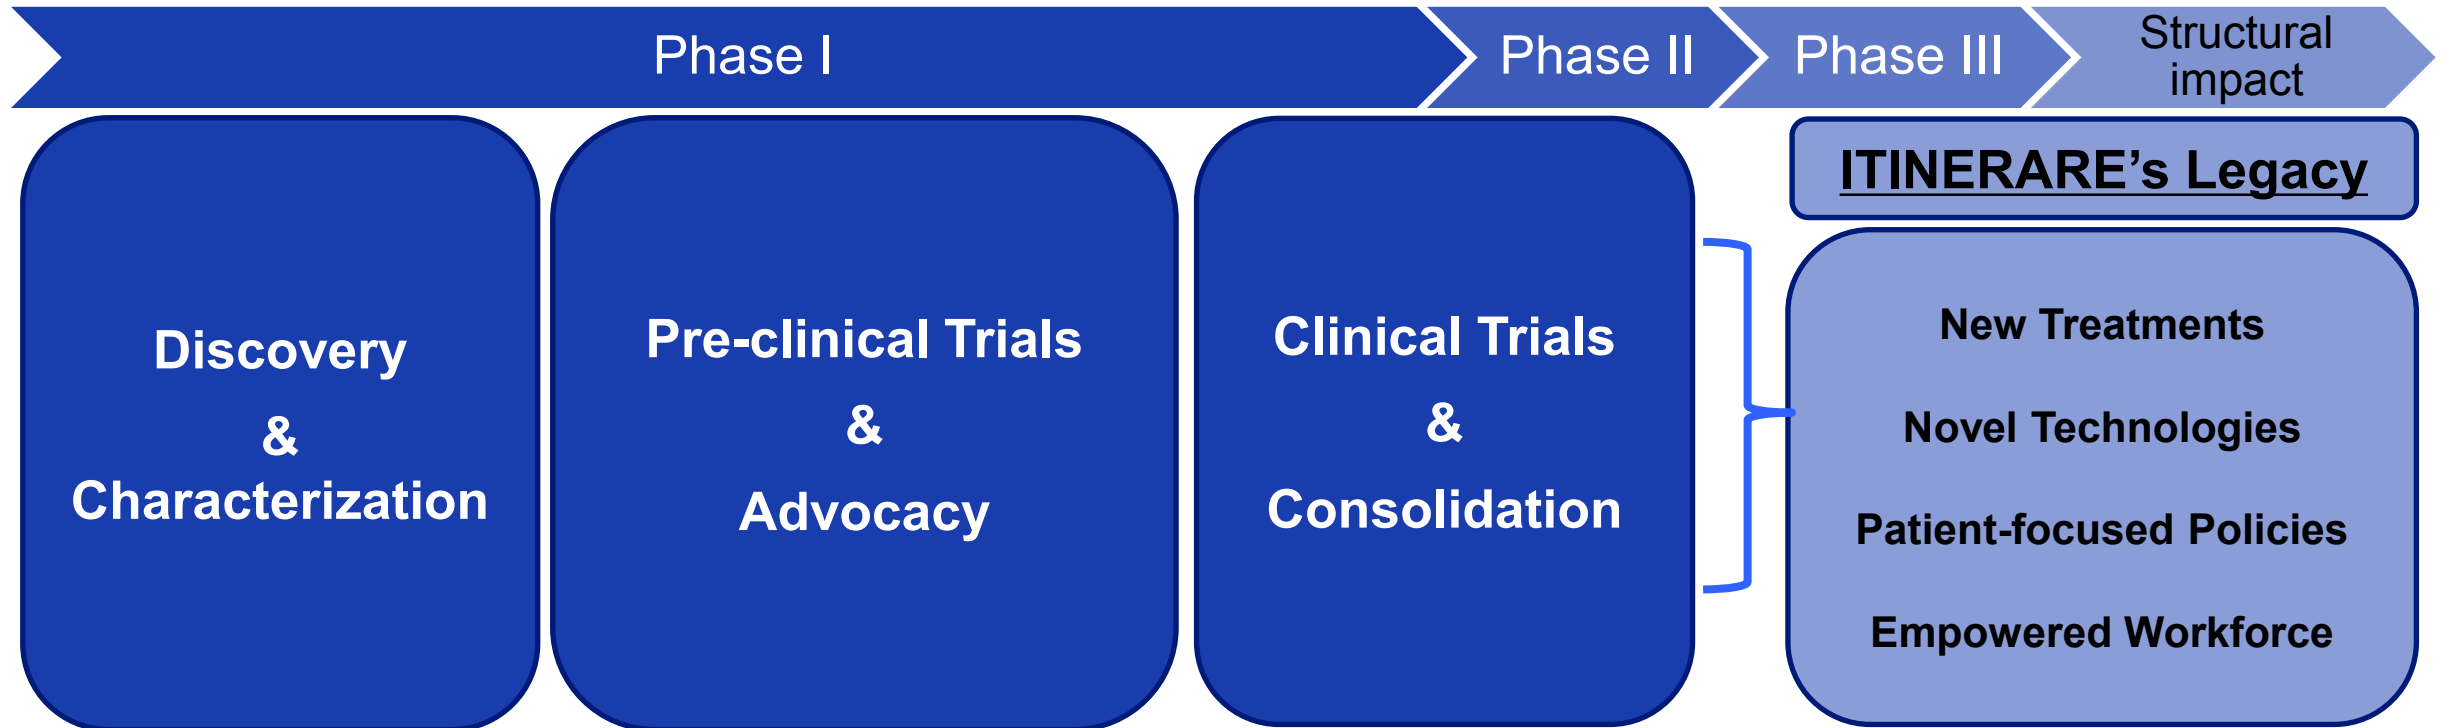 Phase I
Phase II
Phase III
Structural
impact
Discovery
&
Characterization
Pre-clinical Trials
&
Advocacy
Clinical Trials
&
Consolidation
ITINERARE’s Legacy
New Treatments
Novel Technologies
Patient-focused Policies
Empowered Workforce